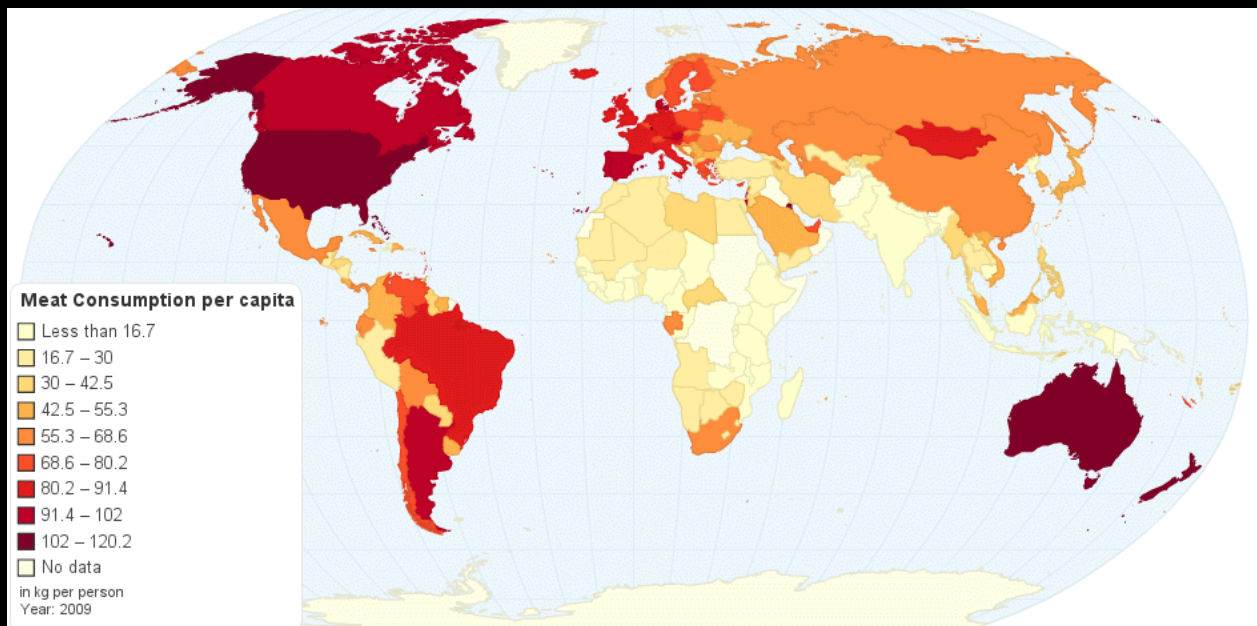 Meat Consumption per capita
Less than 16.7
16.7 – 30
30 – 42.5
42.5 – 55.3
55.3 – 68.6
68.6 – 80.2
80.2 – 91.4
91.4 – 102
102 – 120.2
No data
in kg per person
Year: 2009